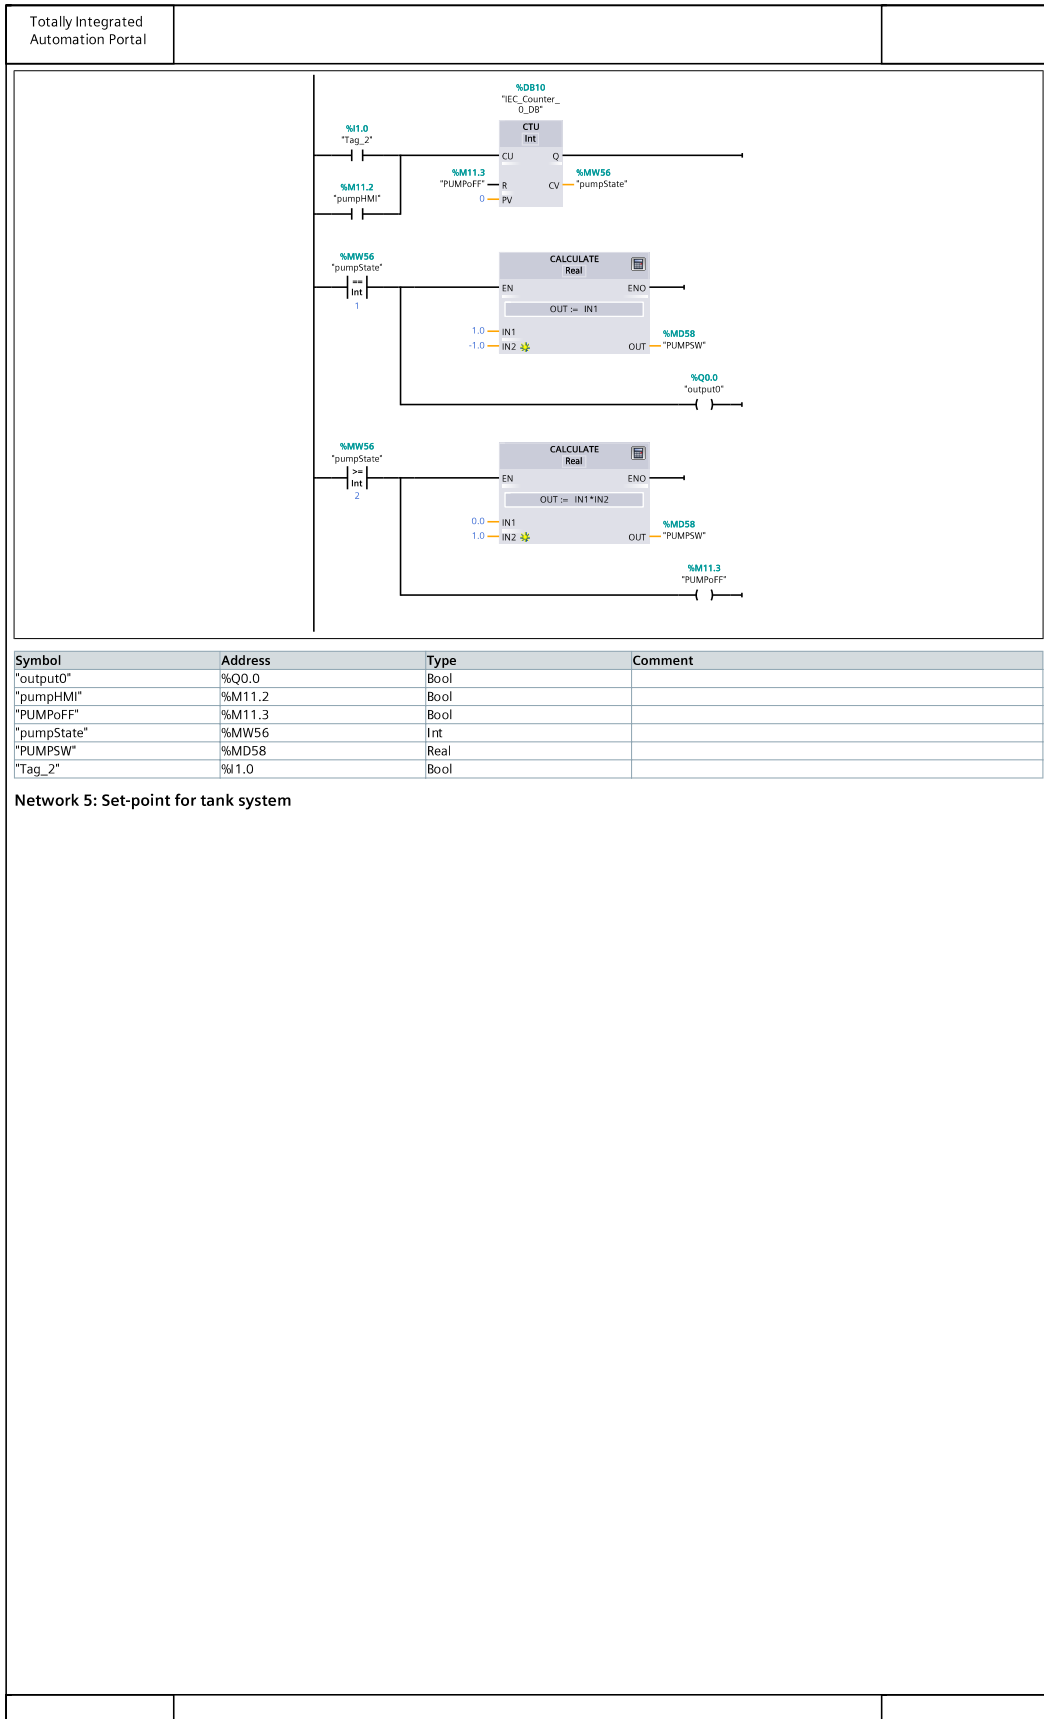 Totally Integrated
Automation Portal
%DB10
"IEC_Counter_
0_DB"
CTU
Int
%I1.0
"Tag_2"
CU Q
%M11.3
"PUMPoFF" R
%MW56
CV "pumpState"
%M11.2
"pumpHMI"
0 PV
%MW56
"pumpState"
==
Int
1
CALCULATE
Real
EN ENO
OUT := IN1
1.0 IN1
-1.0 IN2
%MD58
OUT "PUMPSW"
%Q0.0
"output0"
%MW56
"pumpState"
>=
Int
2
CALCULATE
Real
EN ENO
OUT := IN1*IN2
0.0 IN1
1.0 IN2
%MD58
OUT "PUMPSW"
%M11.3
"PUMPoFF"
Symbol Address Type Comment
"output0" %Q0.0 Bool
"pumpHMI" %M11.2 Bool
"PUMPoFF" %M11.3 Bool
"pumpState" %MW56 Int
"PUMPSW" %MD58 Real
"Tag_2" %I1.0 Bool
Network 5: Set-point for tank system